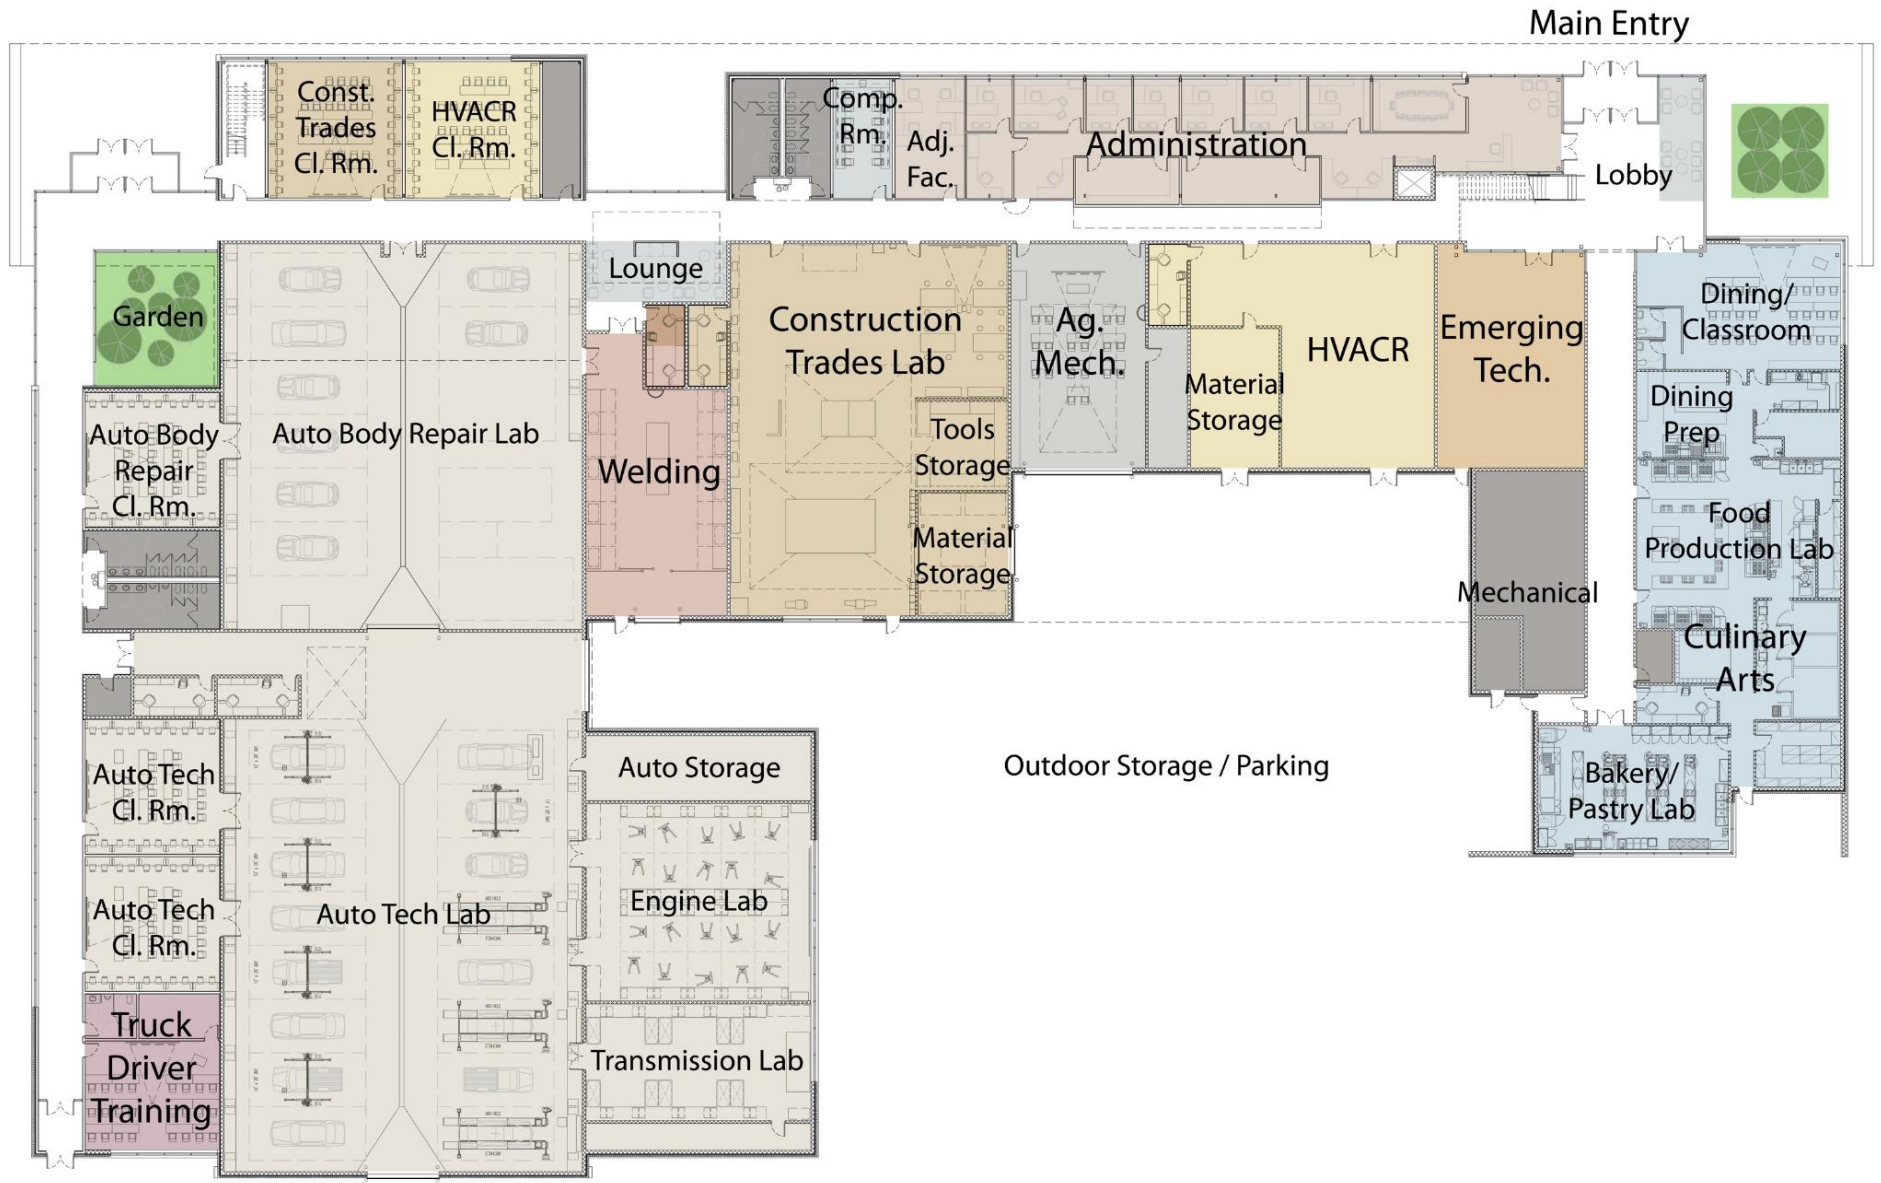 Main Entry
Const.
Trades
Cl. Rm.
HVACR
Cl. Rm.
Comp.
Rm.
Adj.
Fac.
Administration
Lobby
Garden
Lounge
Auto Body Repair Lab
Auto Body
Repair
Cl. Rm.
Welding
Construction
Trades Lab
Tools
Storage
Material
Storage
Ag.
Mech.
Material
Storage
HVACR
Emerging
Tech.
Dining/
Classroom
Dining
Prep
Food
Production Lab
Mechanical
Culinary
Arts
Bakery/
Pastry Lab
Outdoor Storage / Parking
Auto Storage
Auto Tech
Cl. Rm.
Auto Tech
Cl. Rm.
Auto Tech Lab
Engine Lab
Transmission Lab
Truck
Driver
Training